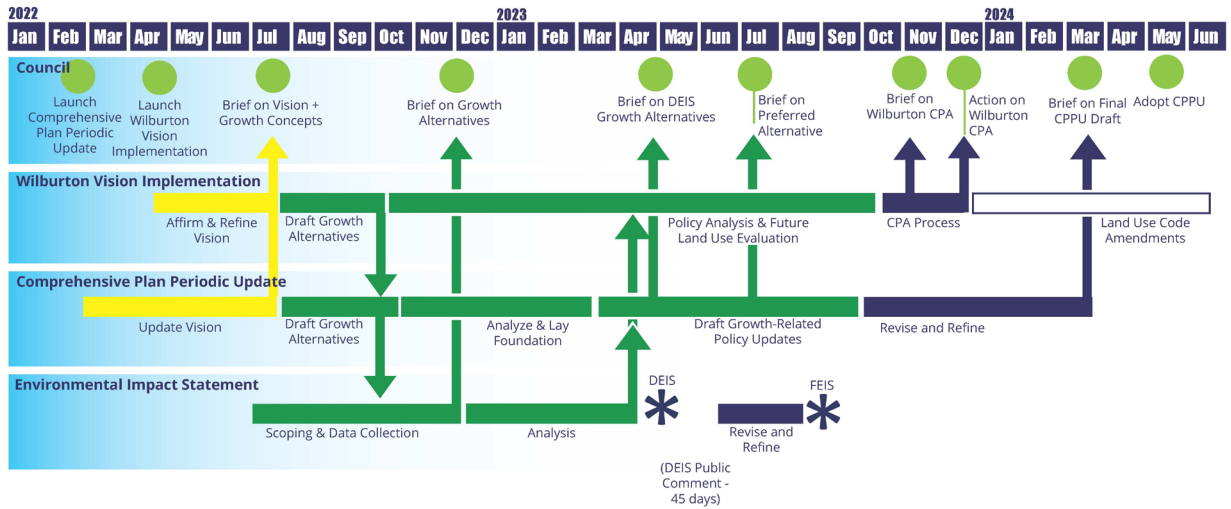 2022 2023 2024
Jan Feb Mar Apr May Jun Jul Aug Sep Oct Nov Dec Jan Feb Mar Apr May Jun Jul Aug Sep Oct Nov Dec Jan Feb Mar Apr May Jun
Council
Launch
Comprehensive
Plan Periodic
Update
Launch
Wilburton
Vision
Implementation
Brief on Vision +
Growth Concepts
Brief on Growth
Alternatives
Brief on DEIS
Growth Alternatives
Brief on
Preferred
Alternative
Brief on
Wilburton CPA
Action on
Wilburton
CPA
Brief on Final
CPPU Draft
Adopt CPPU
Wilburton Vision Implementation
Affirm & Refine
Vision
Draft Growth
Alternatives
Policy Analysis & Future
Land Use Evaluation
CPA Process
Land Use Code
Amendments
Comprehensive Plan Periodic Update
Update Vision
Draft Growth
Alternatives
Analyze & Lay
Foundation
Draft Growth-Related
Policy Updates
Revise and Refine
Environmental Impact Statement
Scoping & Data Collection
Analysis
DEIS
Revise and
Refine
FEIS
(DEIS Public
Comment -
45 days)